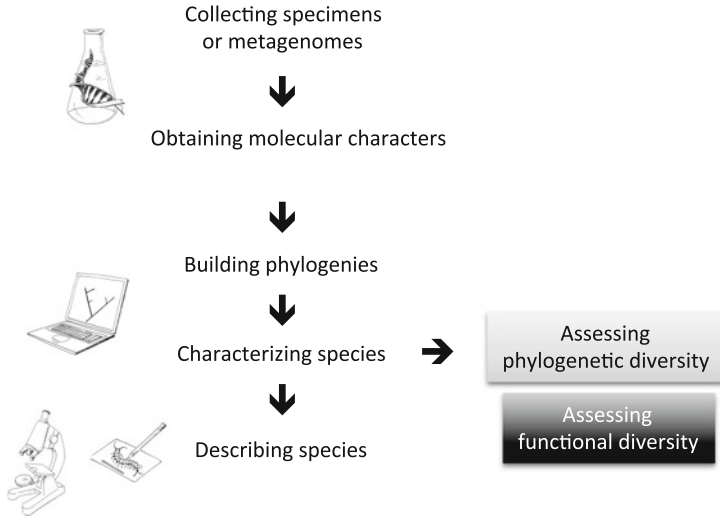 Collecting specimens
or metagenomes
Obtaining molecular characters
Building phylogenies
Characterizing species
Assessing
phylogenetic diversity
Assessing
functional diversity
Describing species